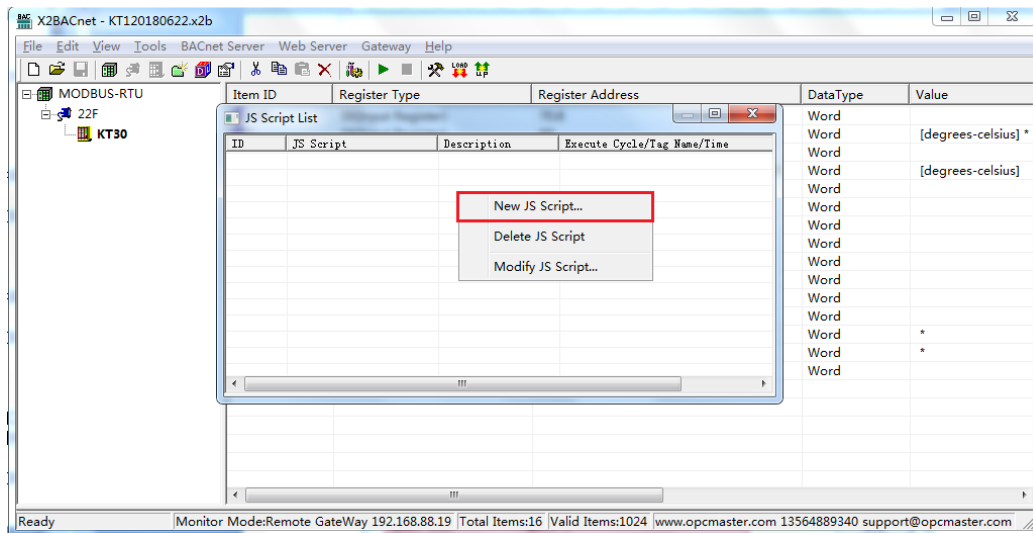 X2BACnet - KT120180622.x2b
File Edit View Tools BACnet Server Web Server Gateway Help
LOAD UP
MODBUS-RTU
22F
KT30
Item ID Register Type Register Address DataType Value
JS Script List
ID JS Script Description Execute Cycle/Tag Name/Time
New JS Script...
Delete JS Script
Modify JS Script...
Word
Word [degrees-celsius] *
Word
Word [degrees-celsius]
Word
Word
Word
Word
Word
Word
Word
Word
Word *
Word *
Word
Ready Monitor Mode:Remote GateWay 192.168.88.19 Total Items:16 Valid Items:1024 www.opcmaster.com 13564889340 support@opcmaster.com